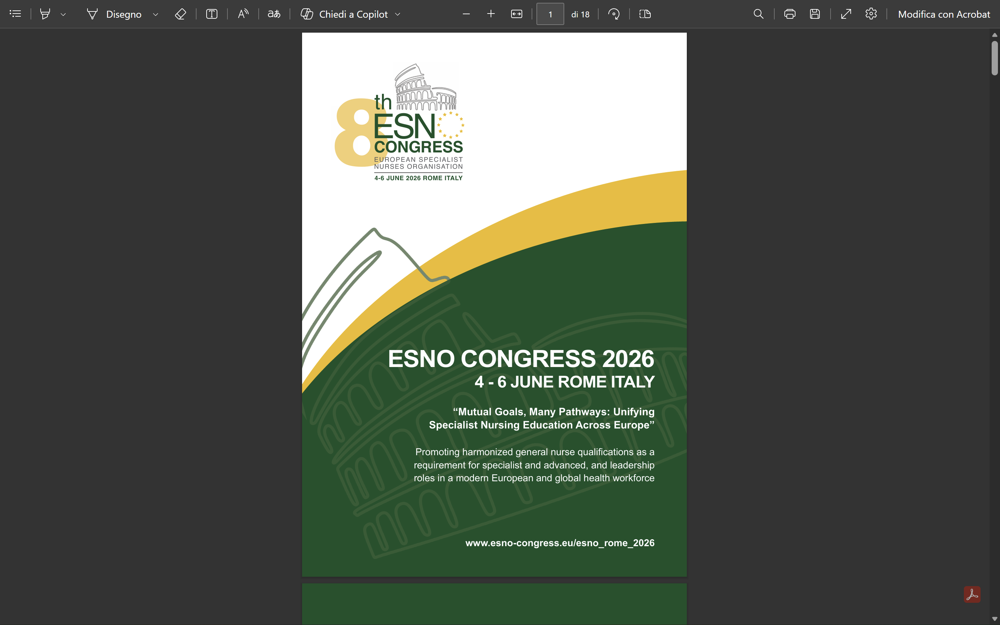 Disegno
Chiedi a Copilot
1 di 18
Modifica con Acrobat
8th
ESNO
CONGRESS
EUROPEAN SPECIALIST
NURSES ORGANISATION
4-6 JUNE 2026 ROME ITALY
ESNO CONGRESS 2026
4 - 6 JUNE ROME ITALY
“Mutual Goals, Many Pathways: Unifying
Specialist Nursing Education Across Europe”
Promoting harmonized general nurse qualifications as a
requirement for specialist and advanced, and leadership
roles in a modern European and global health workforce
www.esno-congress.eu/esno_rome_2026